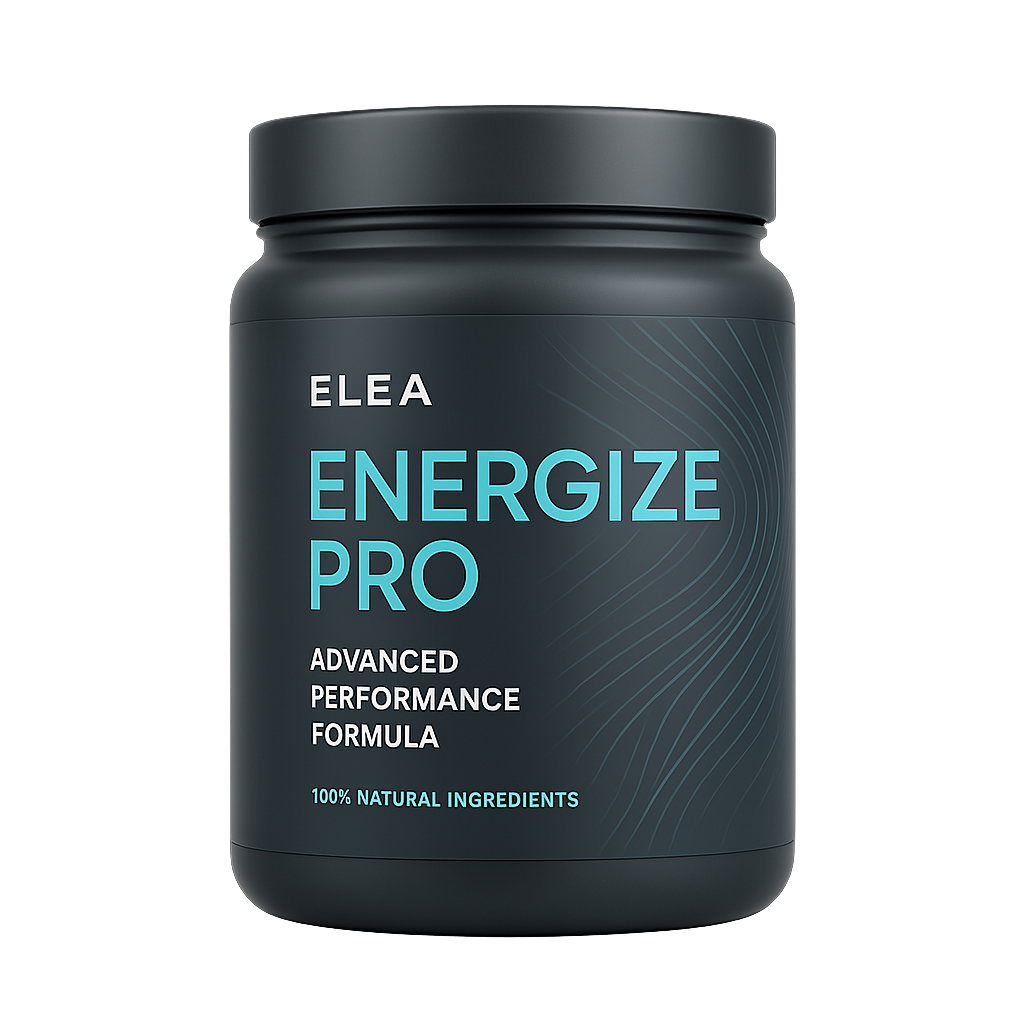 ELEA
ENERGIZE
PRO
ADVANCED
PERFORMANCE
FORMULA
100% NATURAL INGREDIENTS